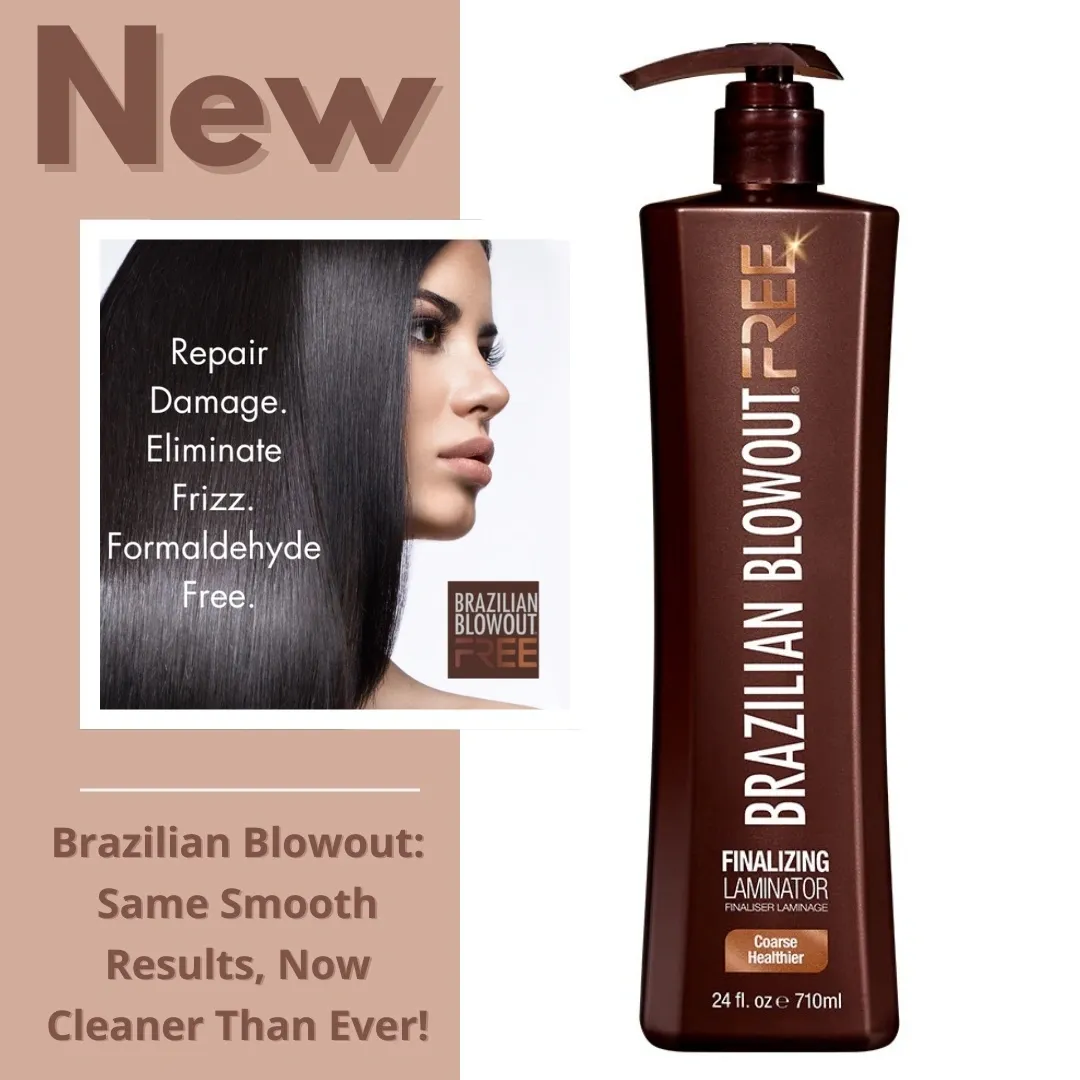 New
Repair
Damage.
Eliminate
Frizz.
Formaldehyde
Free.
BRAZILIAN
BLOWOUT
FREE
Brazilian Blowout:
Same Smooth
Results, Now
Cleaner Than Ever!
BRAZILIAN BLOWOUT® FREE
FINALIZING
LAMINATOR
FINALISER LAMINAGE
Coarse
Healthier
24 fl. oz ℮ 710ml